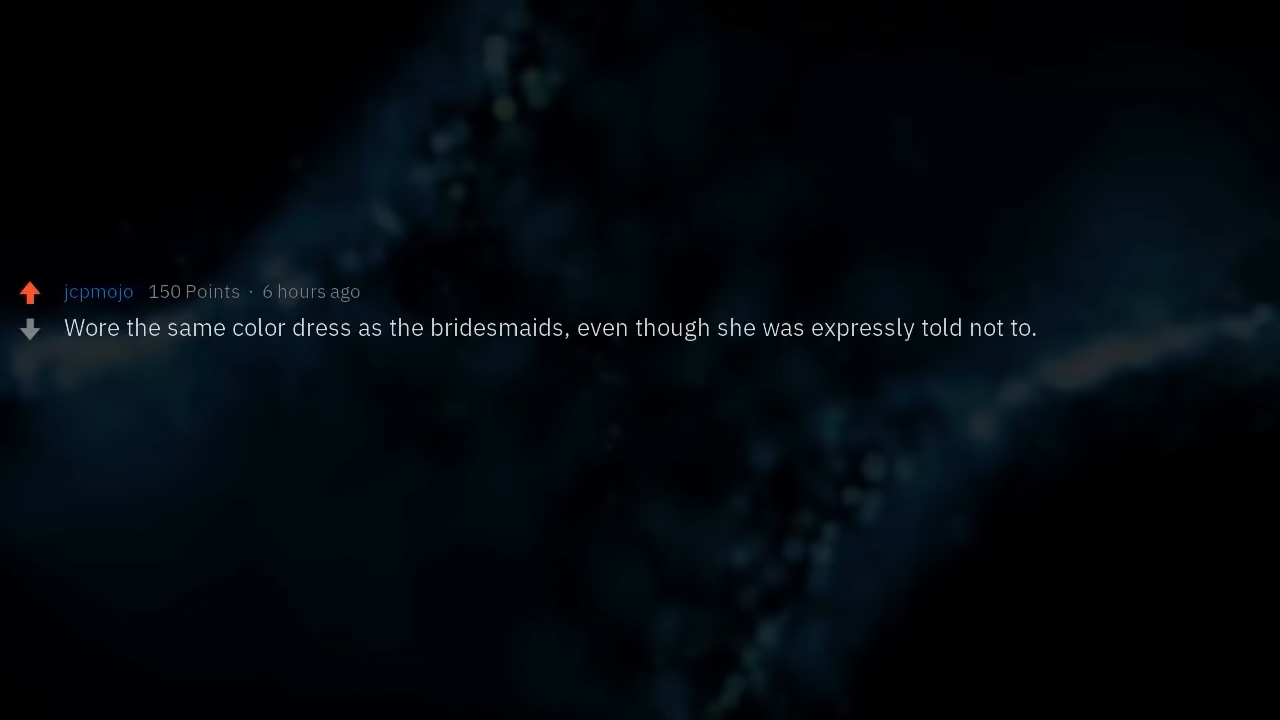 jcpmojo 150 Points · 6 hours ago
Wore the same color dress as the bridesmaids, even though she was expressly told not to.